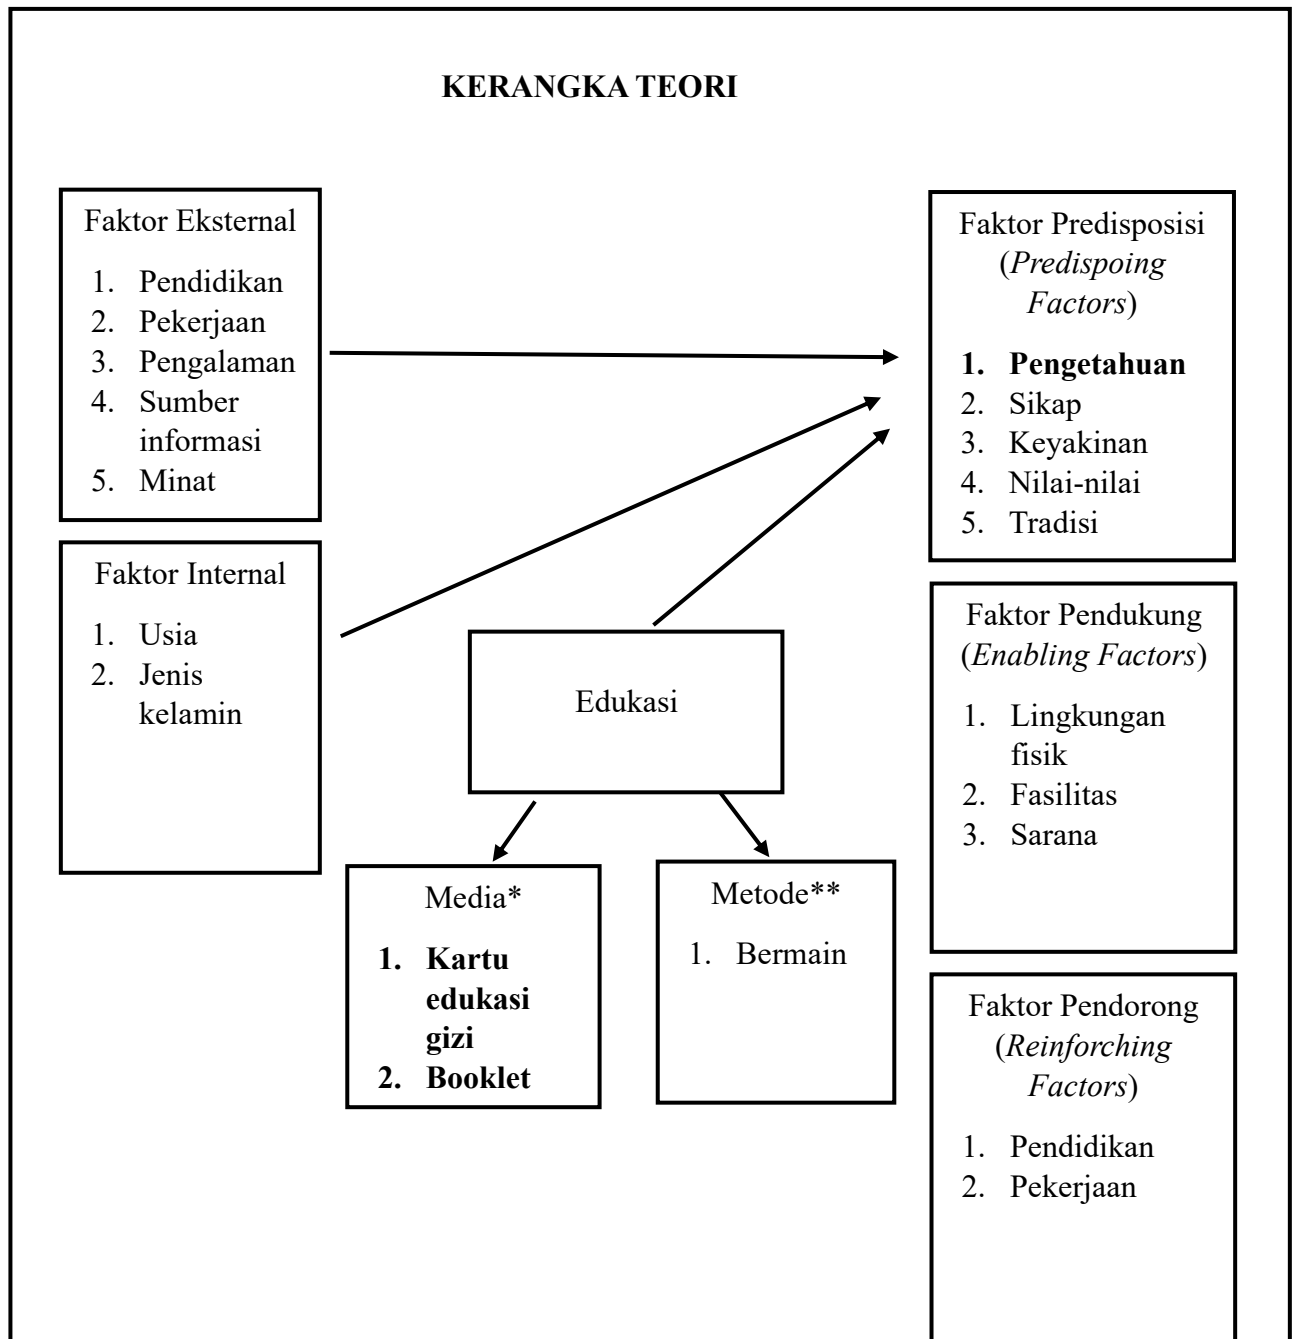 KERANGKA TEORI
Faktor Eksternal
1. Pendidikan
2. Pekerjaan
3. Pengalaman
4. Sumber
informasi
5. Minat
Faktor Internal
1. Usia
2. Jenis
kelamin
Edukasi
Media*
1. Kartu
edukasi
gizi
2. Booklet
Metode**
1. Bermain
Faktor Predisposisi
(Predispoing
Factors)
1. Pengetahuan
2. Sikap
3. Keyakinan
4. Nilai-nilai
5. Tradisi
Faktor Pendukung
(Enabling Factors)
1. Lingkungan
fisik
2. Fasilitas
3. Sarana
Faktor Pendorong
(Reinforching
Factors)
1. Pendidikan
2. Pekerjaan